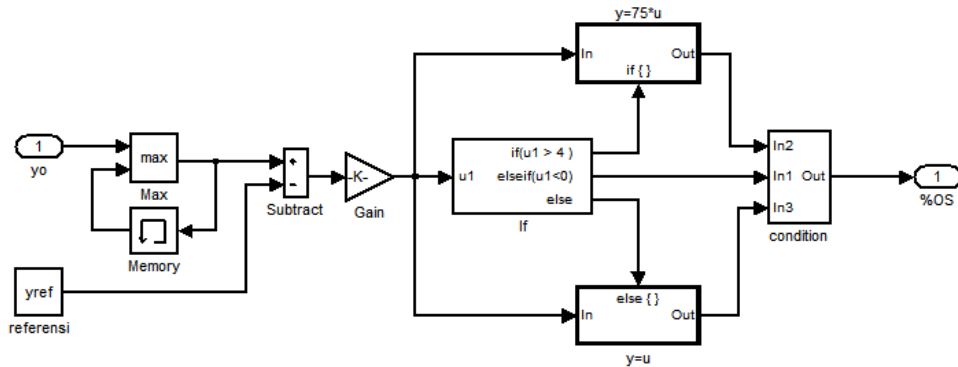 y=75*u
In
Out
if { }
1
yo
max
Max
Memory
yref
referensi
+
−
Subtract
-K-
Gain
u1
if(u1 > 4 )
elseif(u1<0)
else
If
else { }
In
Out
y=u
In2
In1
In3
Out
condition
1
%OS